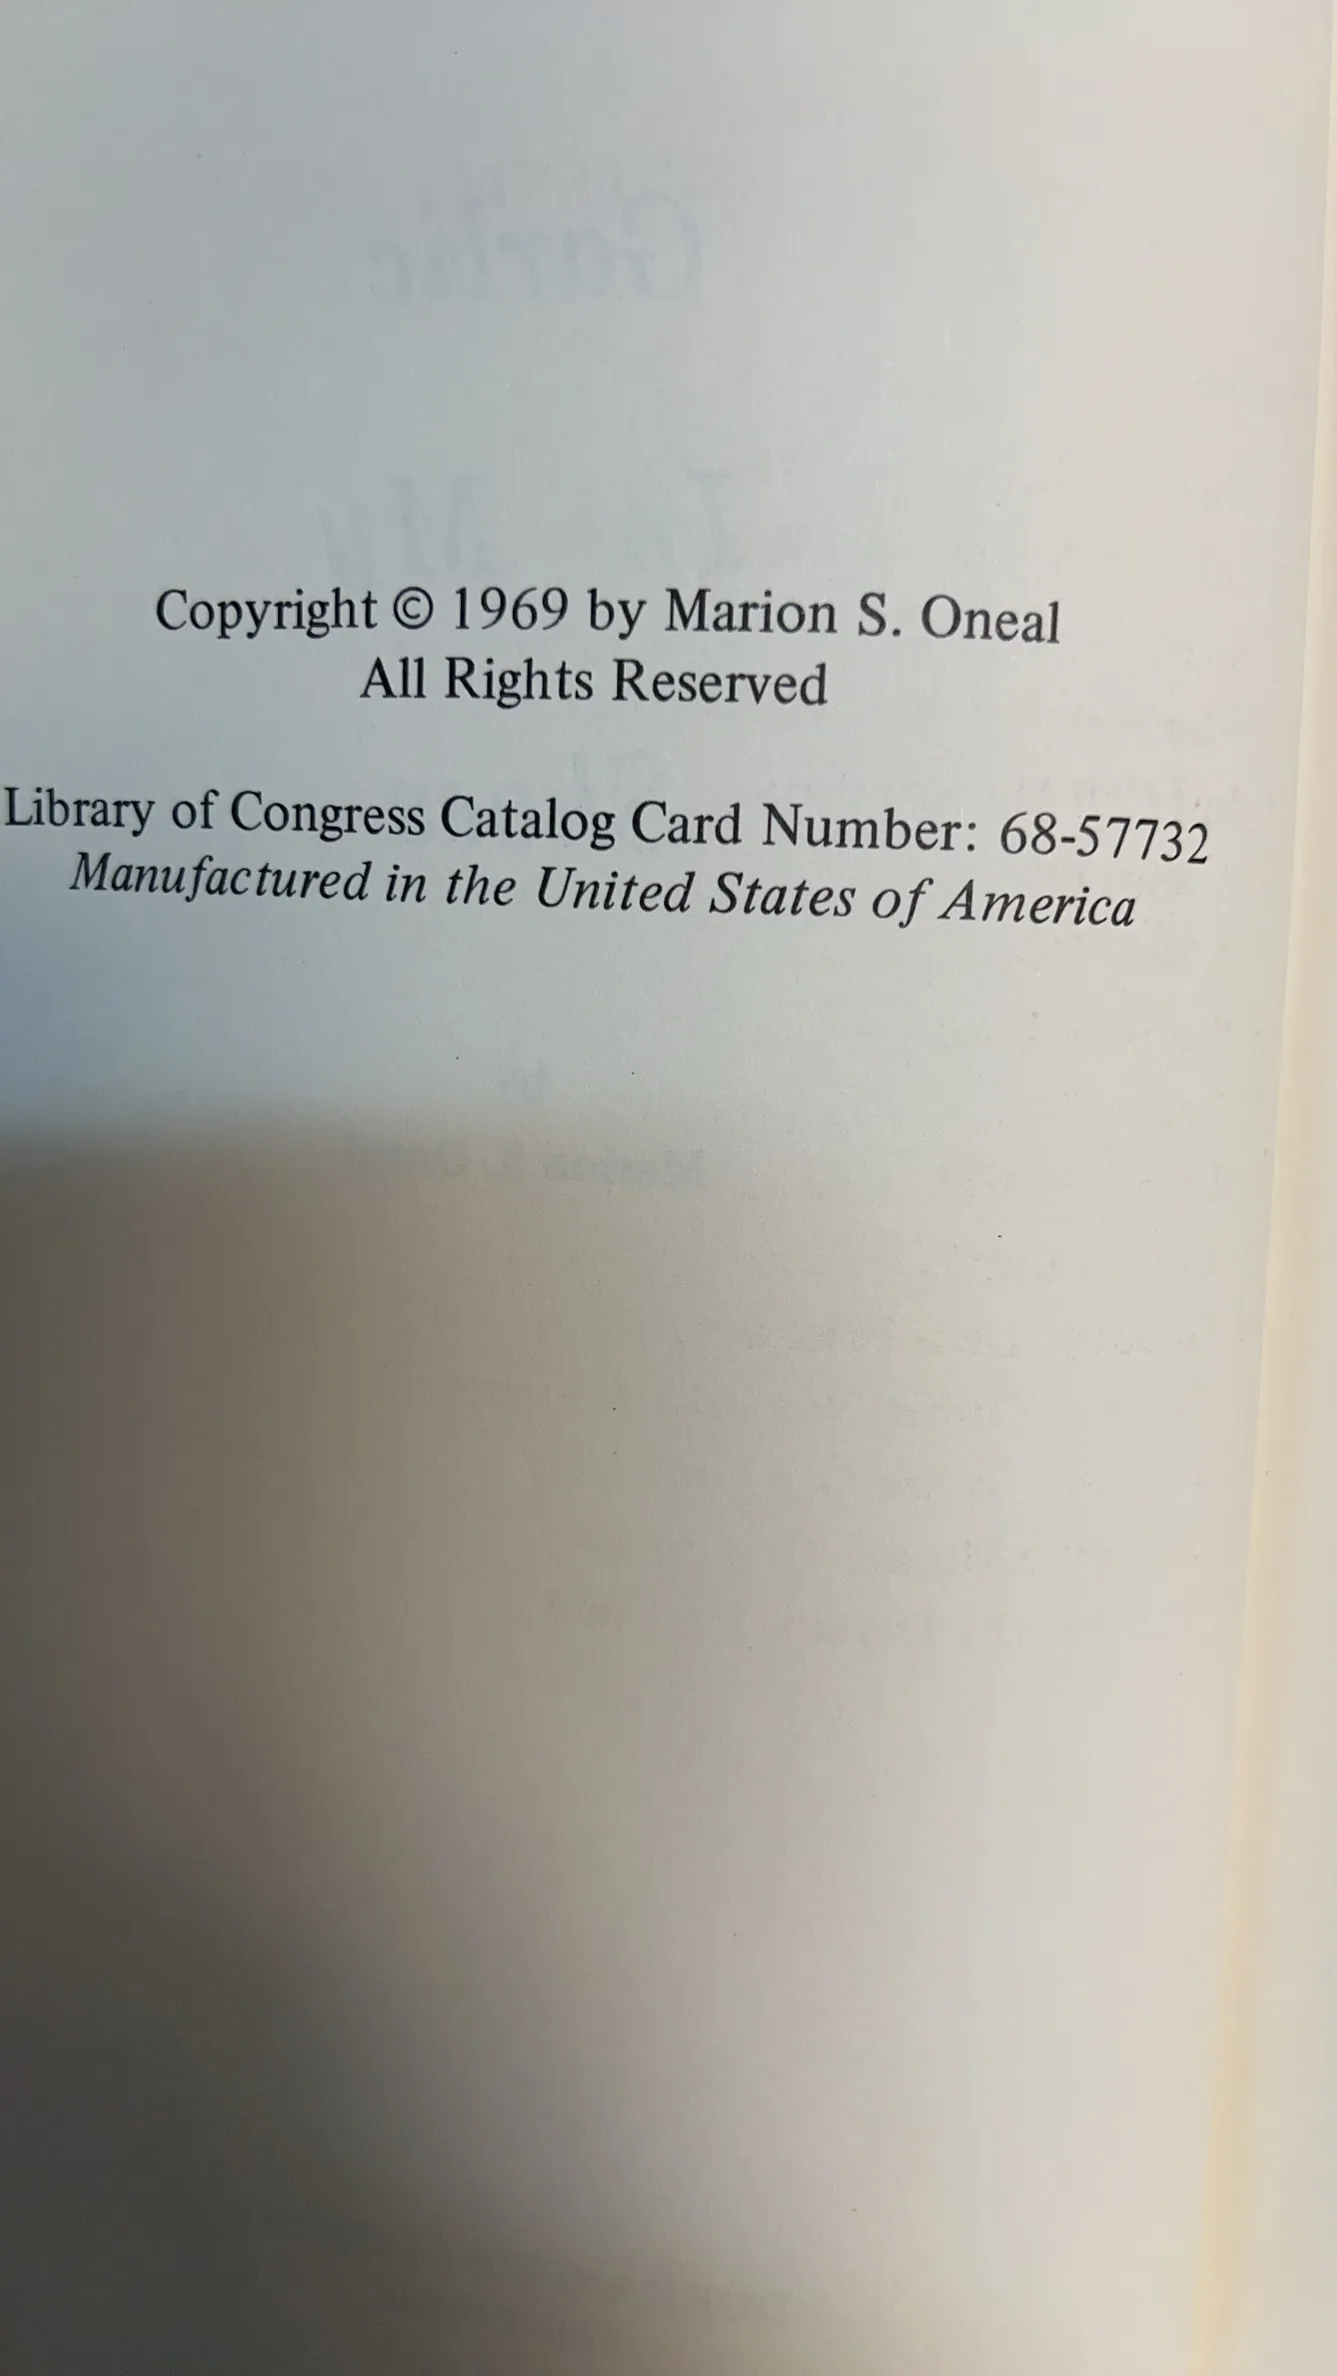 Copyright © 1969 by Marion S. Oneal
All Rights Reserved
Library of Congress Catalog Card Number: 68-57732
Manufactured in the United States of America